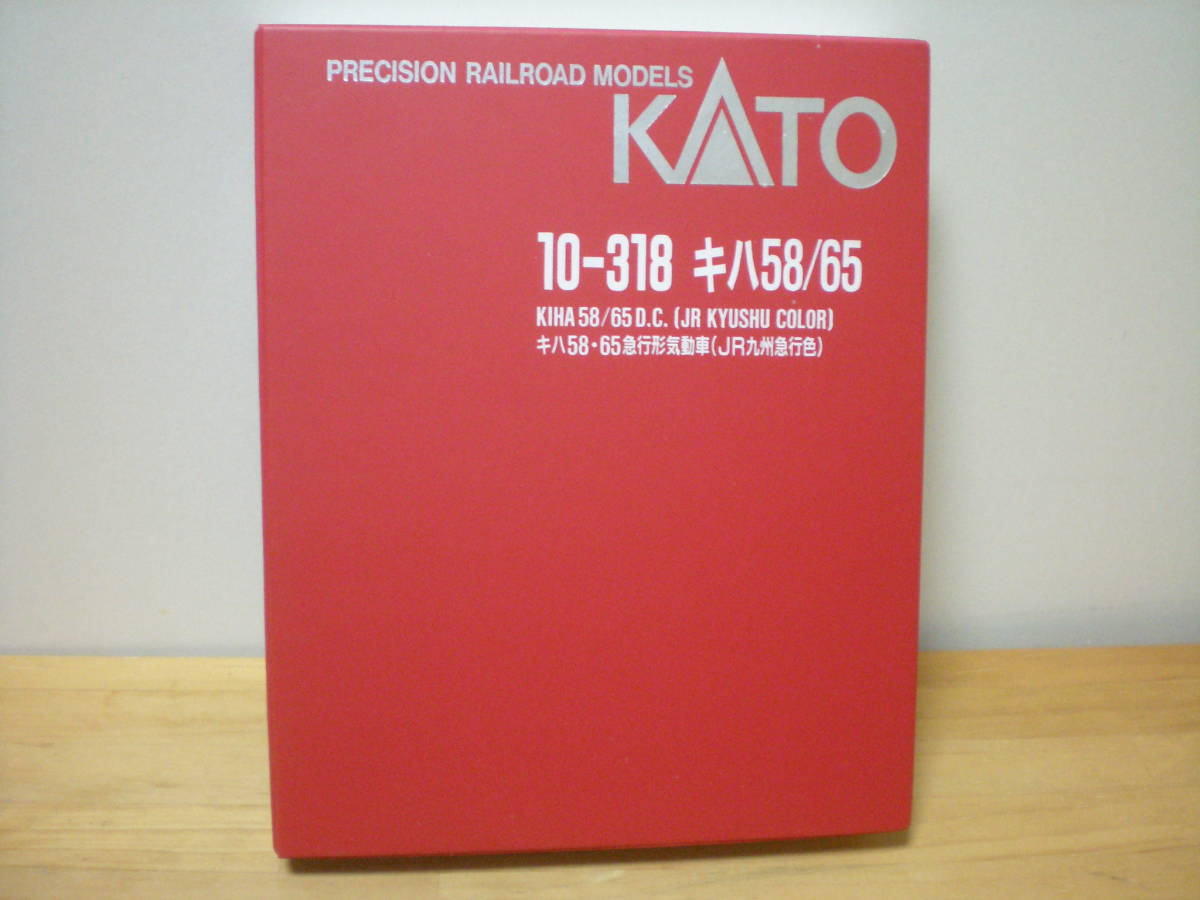 PRECISION RAILROAD MODELS
KATO
10-318 キハ58/65
KIHA 58/65 D.C. (JR KYUSHU COLOR)
キハ58・65急行形気動車(JR九州急行色)